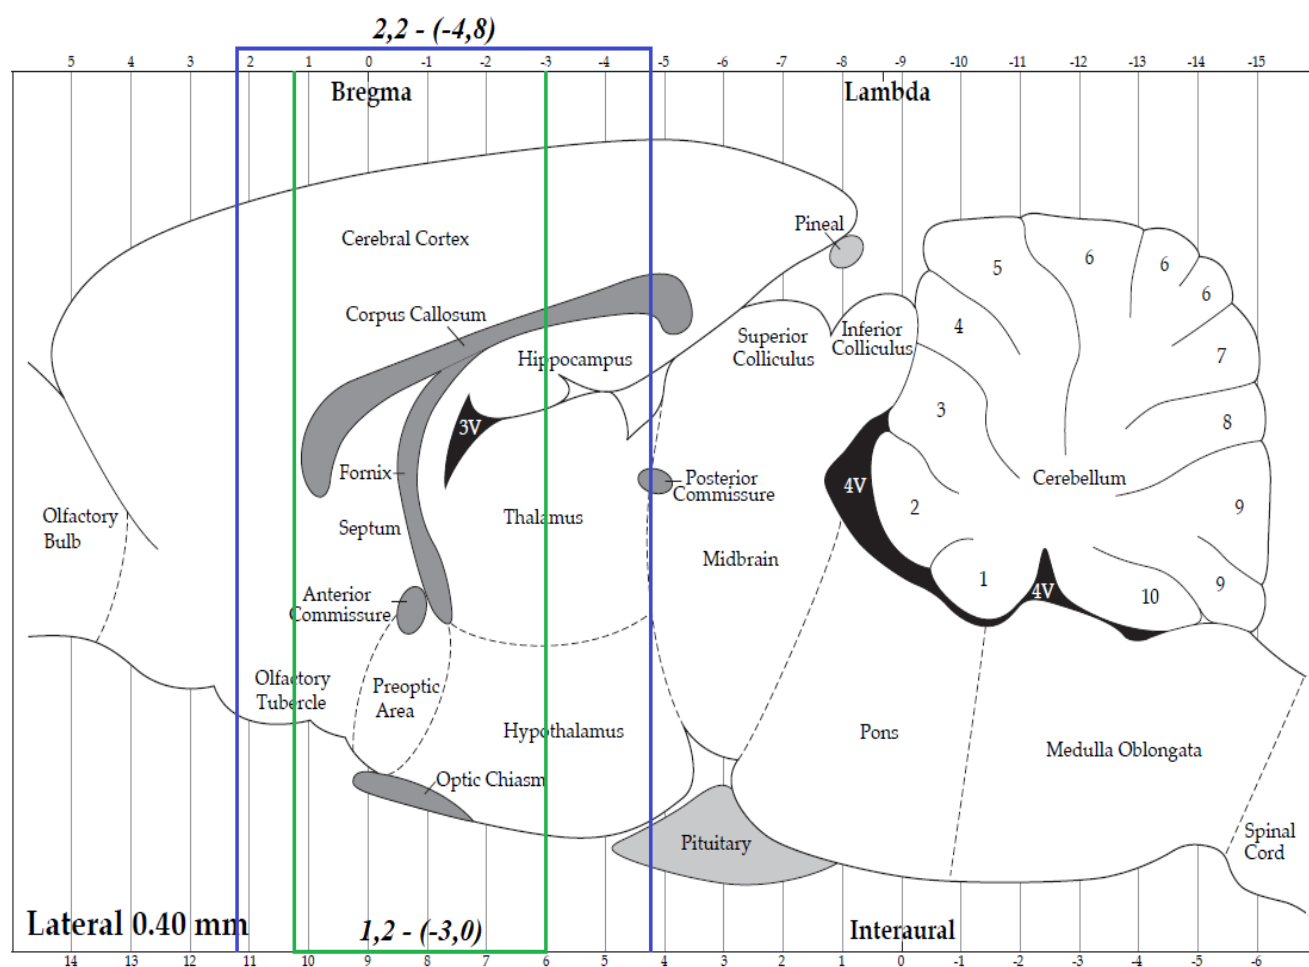 2,2 - (-4,8)
5 4 3 2 1 0 -1 -2 -3 -4 -5 -6 -7 -8 -9 -10 -11 -12 -13 -14 -15
Bregma
Lambda
Pineal
Cerebral Cortex
Corpus Callosum
Hippocampus
Superior
Colliculus
Inferior
Colliculus
5
6
6
6
4
7
3
8
3V
Fornix
Posterior
Commissure
4V
Cerebellum
2
9
Olfactory
Bulb
Septum
Thalamus
Midbrain
Anterior
Commissure
1
4V
10
9
Olfactory
Tubercle
Preoptic
Area
Hypothalamus
Pons
Medulla Oblongata
Optic Chiasm
Pituitary
Spinal
Cord
Lateral 0.40 mm
1,2 - (-3,0)
Interaural
14 13 12 11 10 9 8 7 6 5 4 3 2 1 0 -1 -2 -3 -4 -5 -6